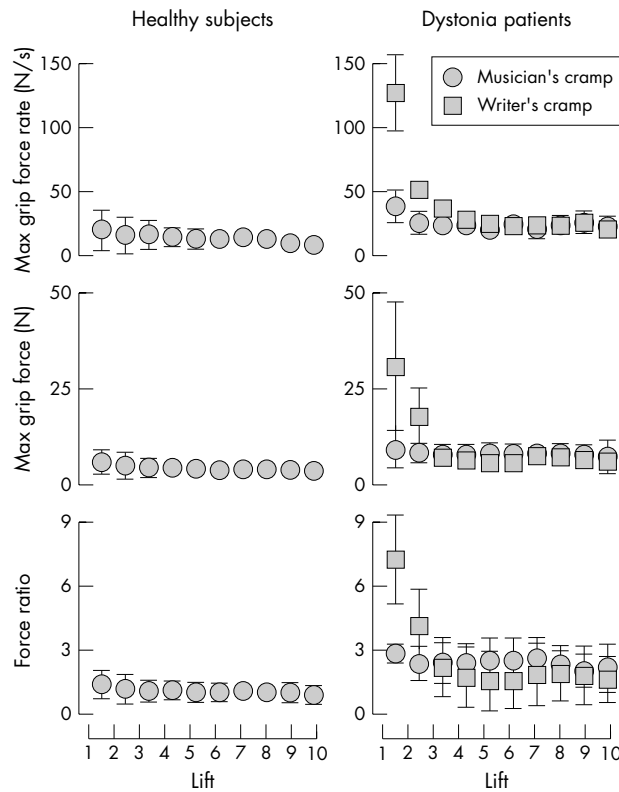 Healthy subjects
Dystonia patients
Max grip force rate (N/s)
150
100
50
0
150
100
50
0
Musician's cramp
Writer's cramp
Max grip force (N)
50
25
0
50
25
0
Force ratio
9
6
3
0
9
6
3
0
1 2 3 4 5 6 7 8 9 10
Lift
1 2 3 4 5 6 7 8 9 10
Lift